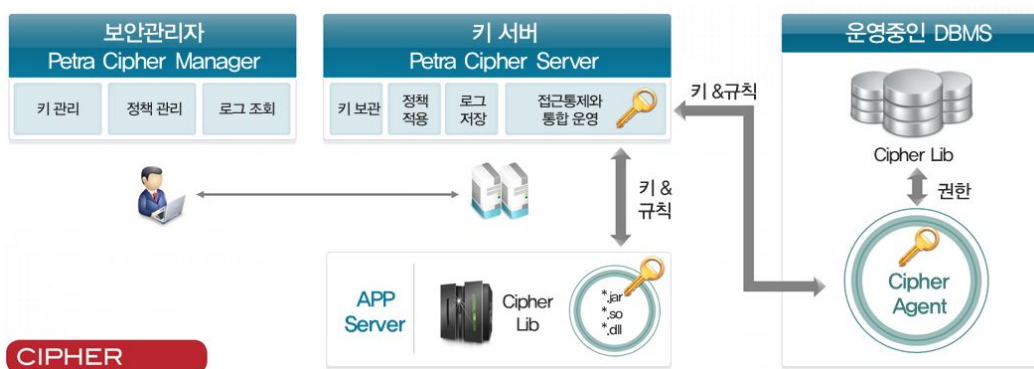 보안관리자
Petra Cipher Manager
키 관리
정책 관리
로그 조회
키 서버
Petra Cipher Server
키 보관
정책
적용
로그
저장
접근통제와
통합 운영
키 &규칙
운영중인 DBMS
Cipher Lib
권한
Cipher
Agent
키 &
규칙
APP
Server
Cipher
Lib
*.jar
*.so
*.dll
CIPHER